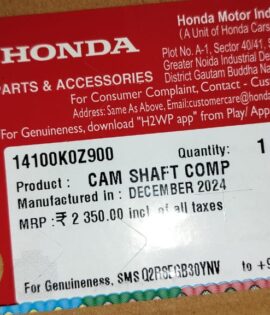 Honda Motor Ind
(A Unit of Honda Cars
HONDA
Plot No. A-1, Sector 40/41,
Greater Noida Industrial De
PARTS & ACCESSORIES
District Gautam Buddha Na
For Consumer Complaint, Contact - Cus
Address: Same As Above, Email:customercare@honda
For Genuineness, download "H2WP app" from Play/ App
14100K0Z900
Quantity: 1
Product : CAM SHAFT COMP
Manufactured in : DECEMBER 2024
MRP : ₹ 2 350.00 incl. of all taxes
For Genuineness, SMS Q2RSEGB30YNV to +9